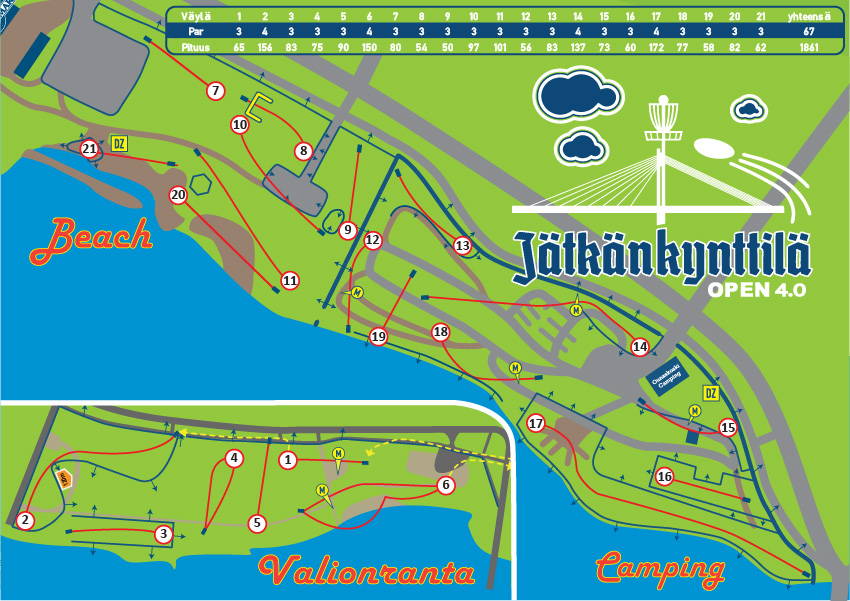 Väylä 1 2 3 4 5 6 7 8 9 10 11 12 13 14 15 16 17 18 19 20 21 yhteensä
Par 3 4 3 3 3 4 3 3 3 3 3 3 3 4 3 3 4 3 3 3 3 67
Pituus 65 156 83 75 90 150 80 54 50 97 101 56 83 137 73 60 172 77 58 82 62 1861
7
10
8
21
DZ
20
Beach
9
12
13
11
M
Jätkänkynttilä
OPEN 4.0
19
18
M
14
M
Onnenkoski
Camping
DZ
M
17
15
16
4
1
M
6
M
2
5
3
Valionranta
Camping